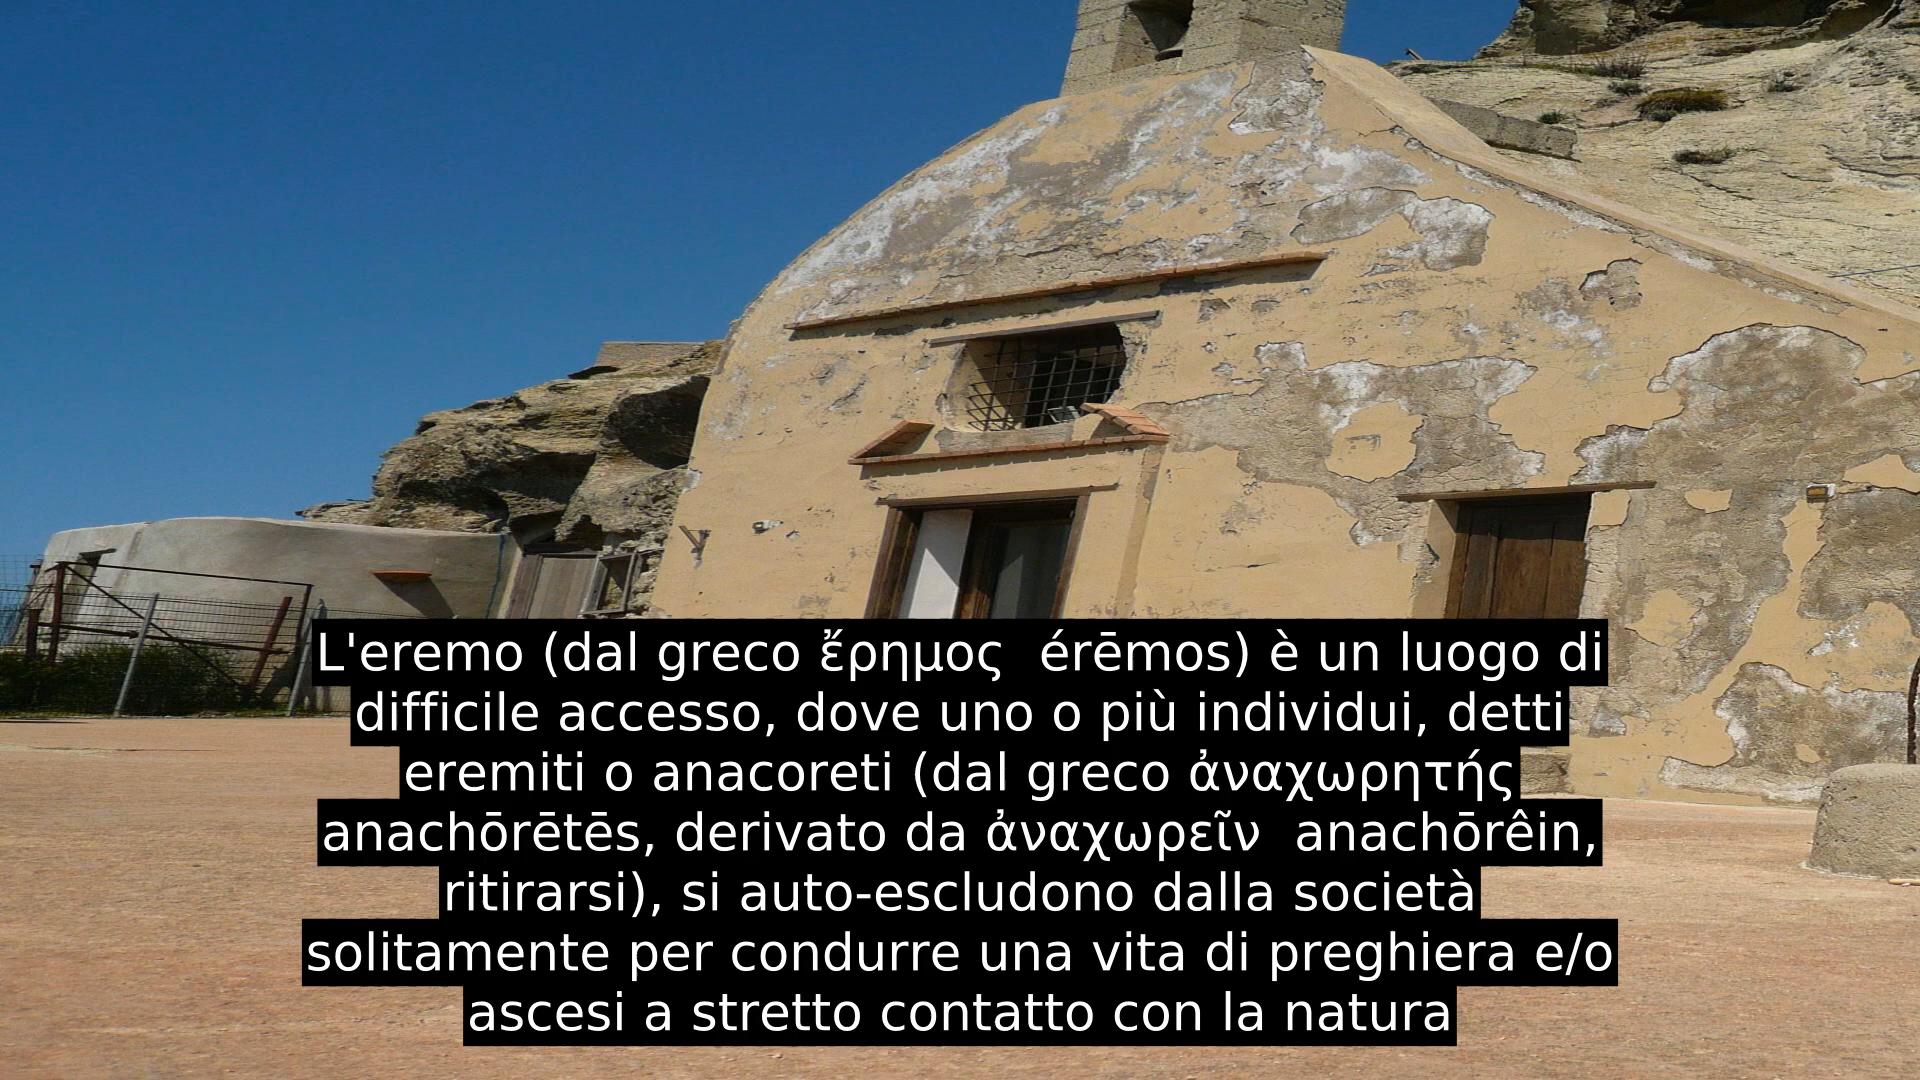 L'eremo (dal greco ἔρημος  érēmos) è un luogo di
difficile accesso, dove uno o più individui, detti
eremiti o anacoreti (dal greco ἀναχωρητής
anachōrētēs, derivato da ἀναχωρεῖν  anachōrêin,
ritirarsi), si auto-escludono dalla società
solitamente per condurre una vita di preghiera e/o
ascesi a stretto contatto con la natura